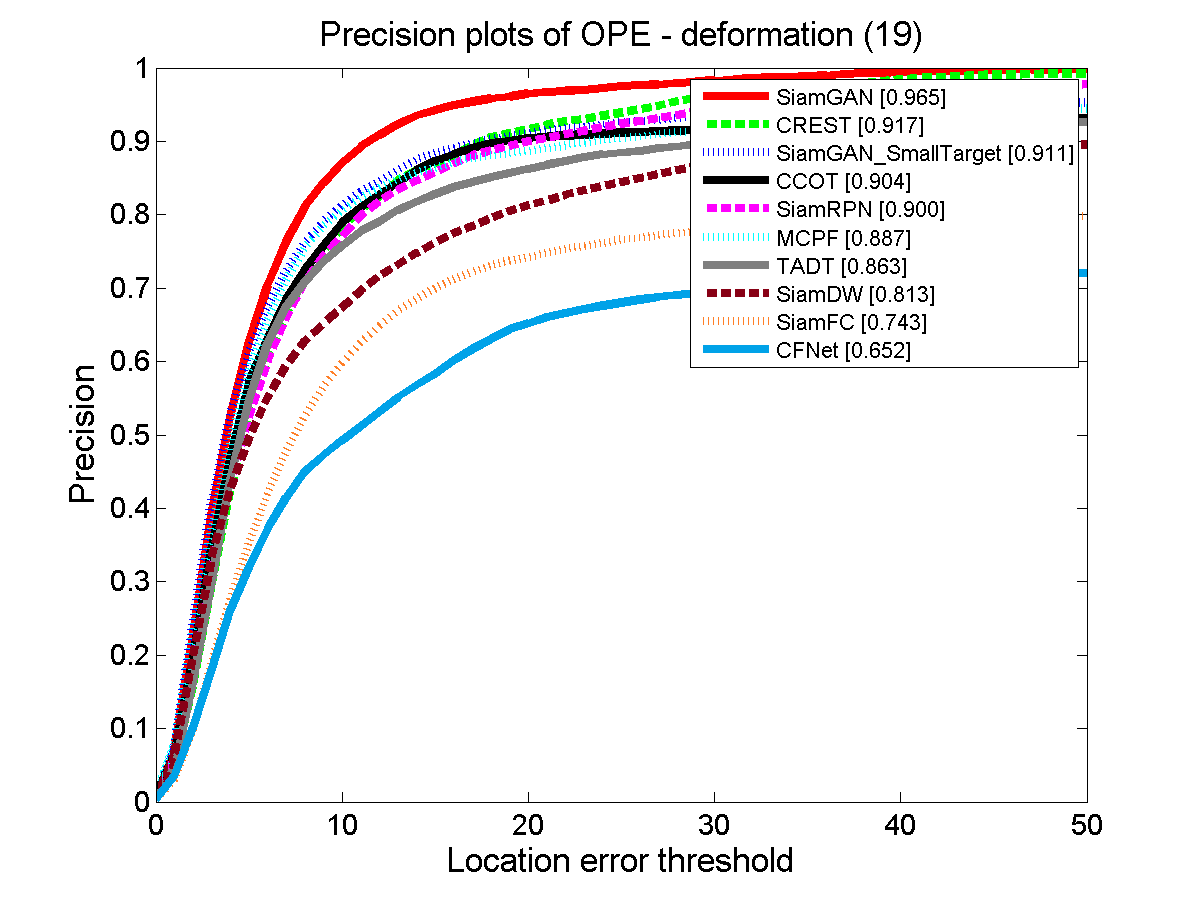 Precision plots of OPE - deformation (19)
1
0.9
0.8
0.7
0.6
0.5
0.4
0.3
0.2
0.1
0
Precision
SiamGAN [0.965]
CREST [0.917]
SiamGAN_SmallTarget [0.911]
CCOT [0.904]
SiamRPN [0.900]
MCPF [0.887]
TADT [0.863]
SiamDW [0.813]
SiamFC [0.743]
CFNet [0.652]
0 10 20 30 40 50
Location error threshold